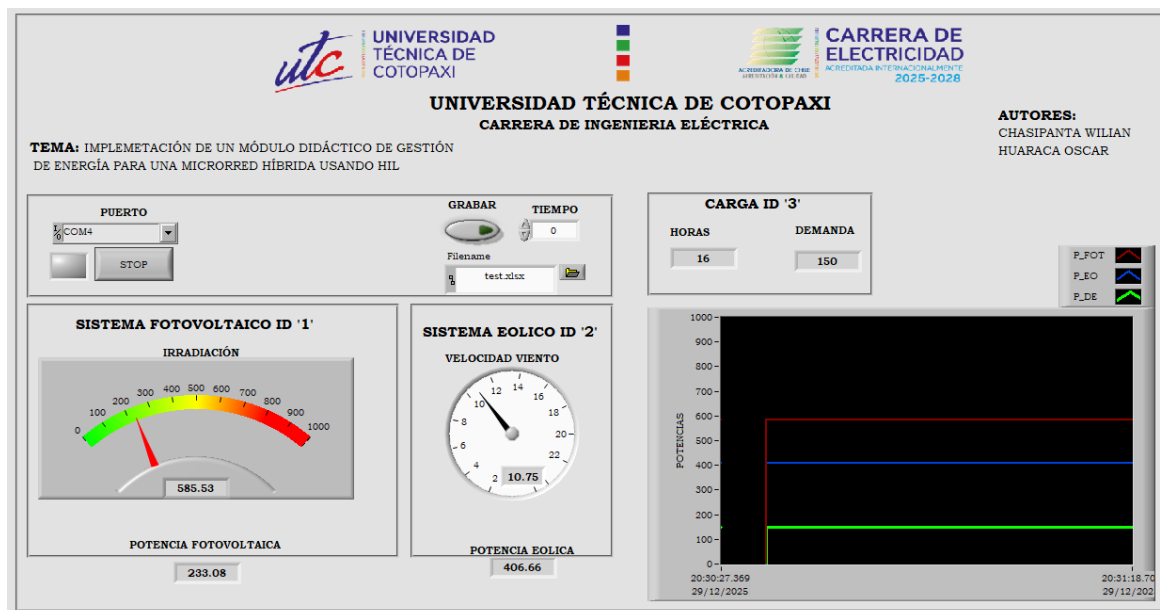 utc
UNIVERSIDAD
TÉCNICA DE
COTOPAXI
CARRERA DE
ELECTRICIDAD
ACREDITADA INTERNACIONALMENTE
2025-2028
ACREDITADORA DE CHILE
UNIVERSIDAD TÉCNICA DE COTOPAXI
CARRERA DE INGENIERIA ELÉCTRICA
AUTORES:
CHASIPANTA WILIAN
HUARACA OSCAR
TEMA: IMPLEMETACIÓN DE UN MÓDULO DIDÁCTICO DE GESTIÓN
DE ENERGÍA PARA UNA MICRORRED HÍBRIDA USANDO HIL
PUERTO
COM4
STOP
GRABAR
TIEMPO
0
Filename
test.xlsx
CARGA ID '3'
HORAS
DEMANDA
16
150
P_FOT
P_EO
P_DE
SISTEMA FOTOVOLTAICO ID '1'
IRRADIACIÓN
0 100 200 300 400 500 600 700 800 900 1000
585.53
POTENCIA FOTOVOLTAICA
233.08
SISTEMA EOLICO ID '2'
VELOCIDAD VIENTO
2 4 6 8 10 12 14 16 18 20 22
10.75
POTENCIA EOLICA
406.66
POTENCIAS
1000
900
800
700
600
500
400
300
200
100
0
20:30:27.369
29/12/2025
20:31:18.70
29/12/202